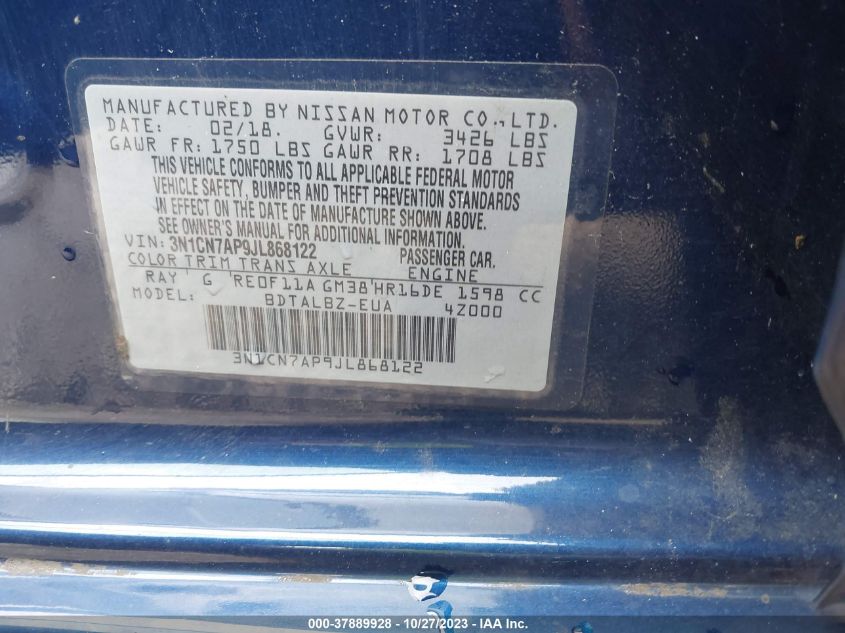 MANUFACTURED BY NISSAN MOTOR CO., LTD.
DATE: 02/18. GVWR: 3426 LBS
GAWR FR: 1750 LBS GAWR RR: 1708 LBS
THIS VEHICLE CONFORMS TO ALL APPLICABLE FEDERAL MOTOR
VEHICLE SAFETY, BUMPER AND THEFT PREVENTION STANDARDS
IN EFFECT ON THE DATE OF MANUFACTURE SHOWN ABOVE.
SEE OWNER'S MANUAL FOR ADDITIONAL INFORMATION
VIN: 3N1CN7AP9JL868122 PASSENGER CAR.
COLOR TRIM TRANS AXLE ENGINE
RAY G RE0F11A GM38 HR16DE 1598 CC
MODEL: BDTALBZ-EUA 4Z000
3N1CN7AP9JL868122
000-37889928 - 10/27/2023 - © IAA Inc.